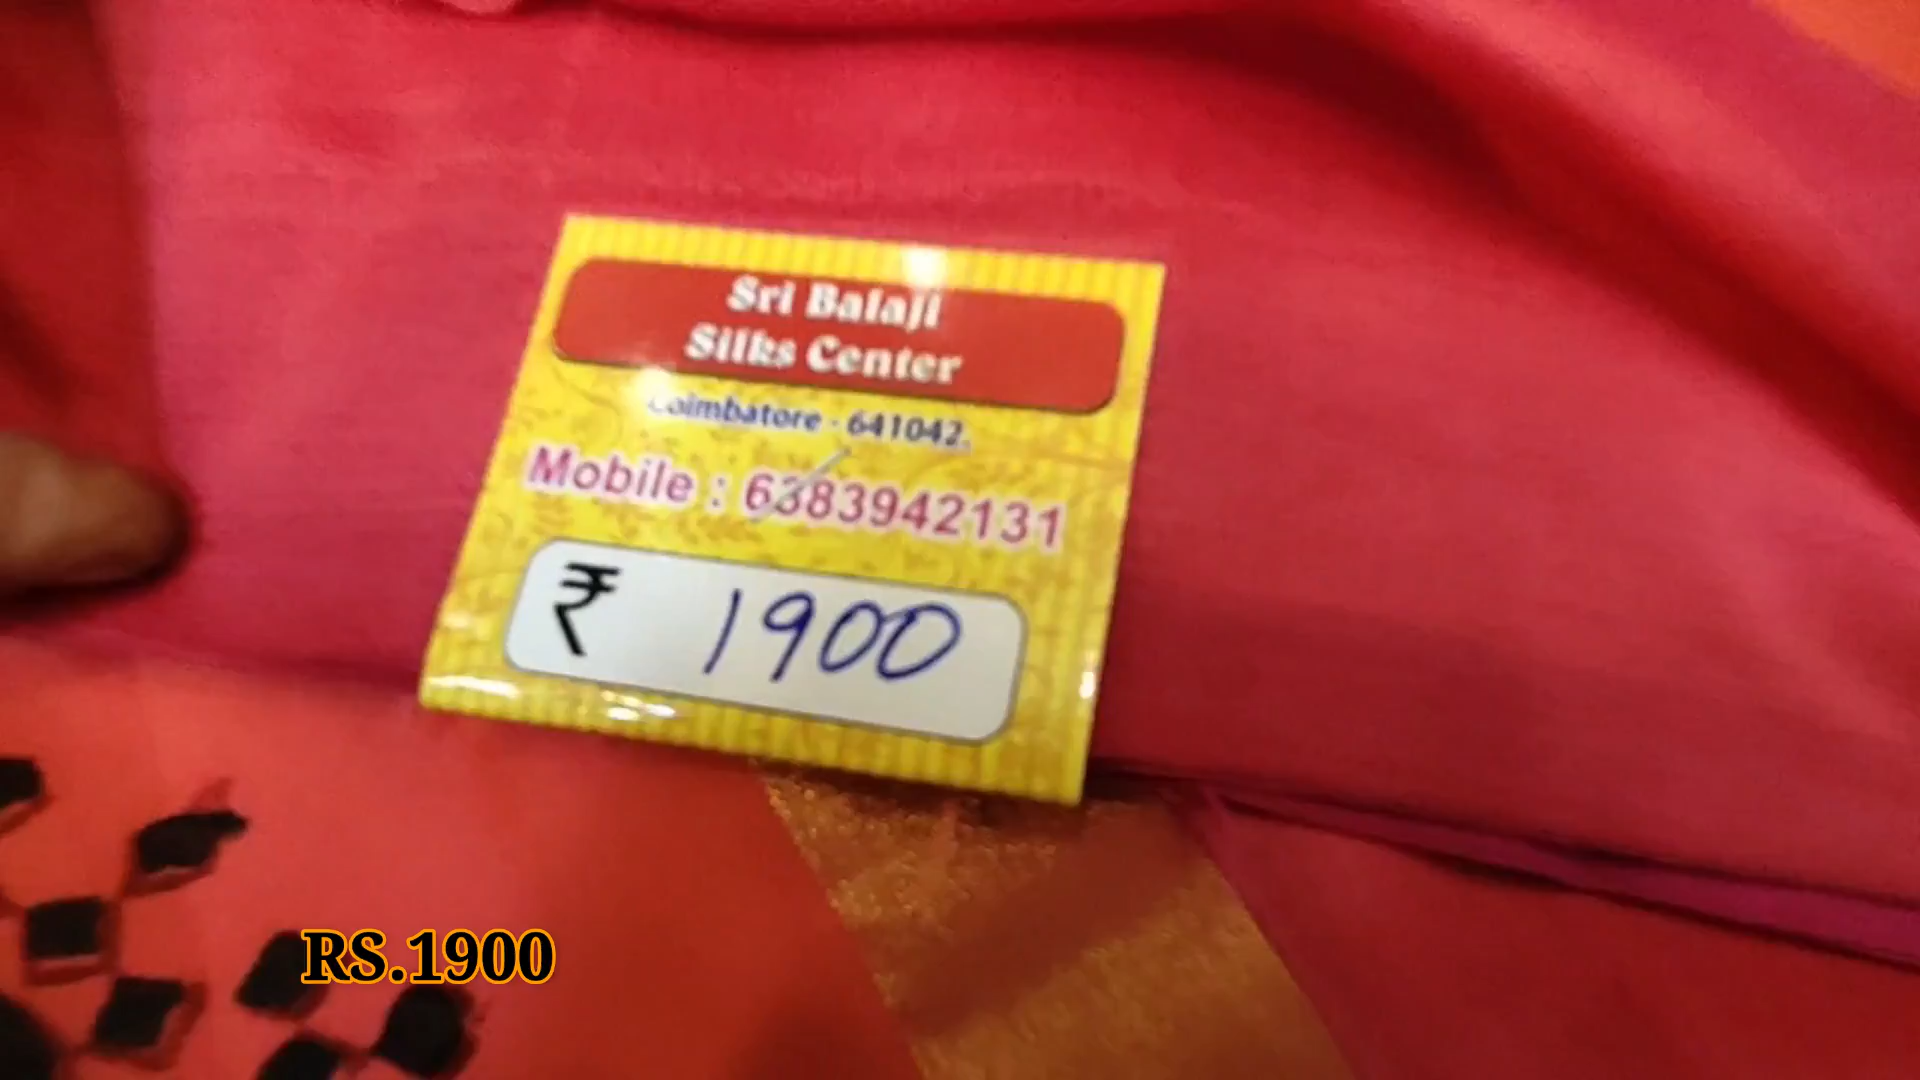 Sri Balaji
Silks Center
Coimbatore - 641042.
Mobile : 6383942131
₹ 1900
RS.1900